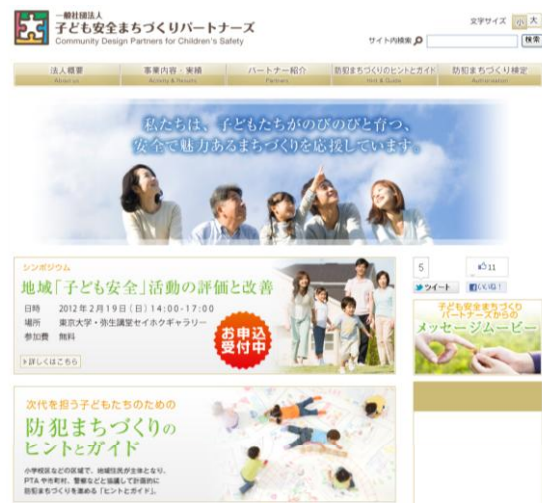 一般社団法人
子ども安全まちづくりパートナーズ
Community Design Partners for Children's Safety
文字サイズ 小 大
サイト内検索 検索
法人概要 事業内容・実績 パートナー紹介 防犯まちづくりのヒントとガイド 防犯まちづくり検定
About us Activity & Results Partners Hint & Guide Authorization
私たちは、子どもたちがのびのびと育つ、
安全で魅力あるまちづくりを応援しています。
シンポジウム
地域「子ども安全」活動の評価と改善
日時 2012年2月19日(日)14:00-17:00
場所 東京大学・弥生講堂セイホクギャラリー
参加費 無料
お申込
受付中
詳しくはこちら
5 11
ツイート いいね!
子ども安全まちづくり
パートナーズからの
メッセージムービー
次代を担う子どもたちのための
防犯まちづくりの
ヒントとガイド
小学校区などの区域で、地域住民が主体となり、
PTA や市町村、警察などと協議して計画的に
防犯まちづくりを進める「ヒントとガイド」。